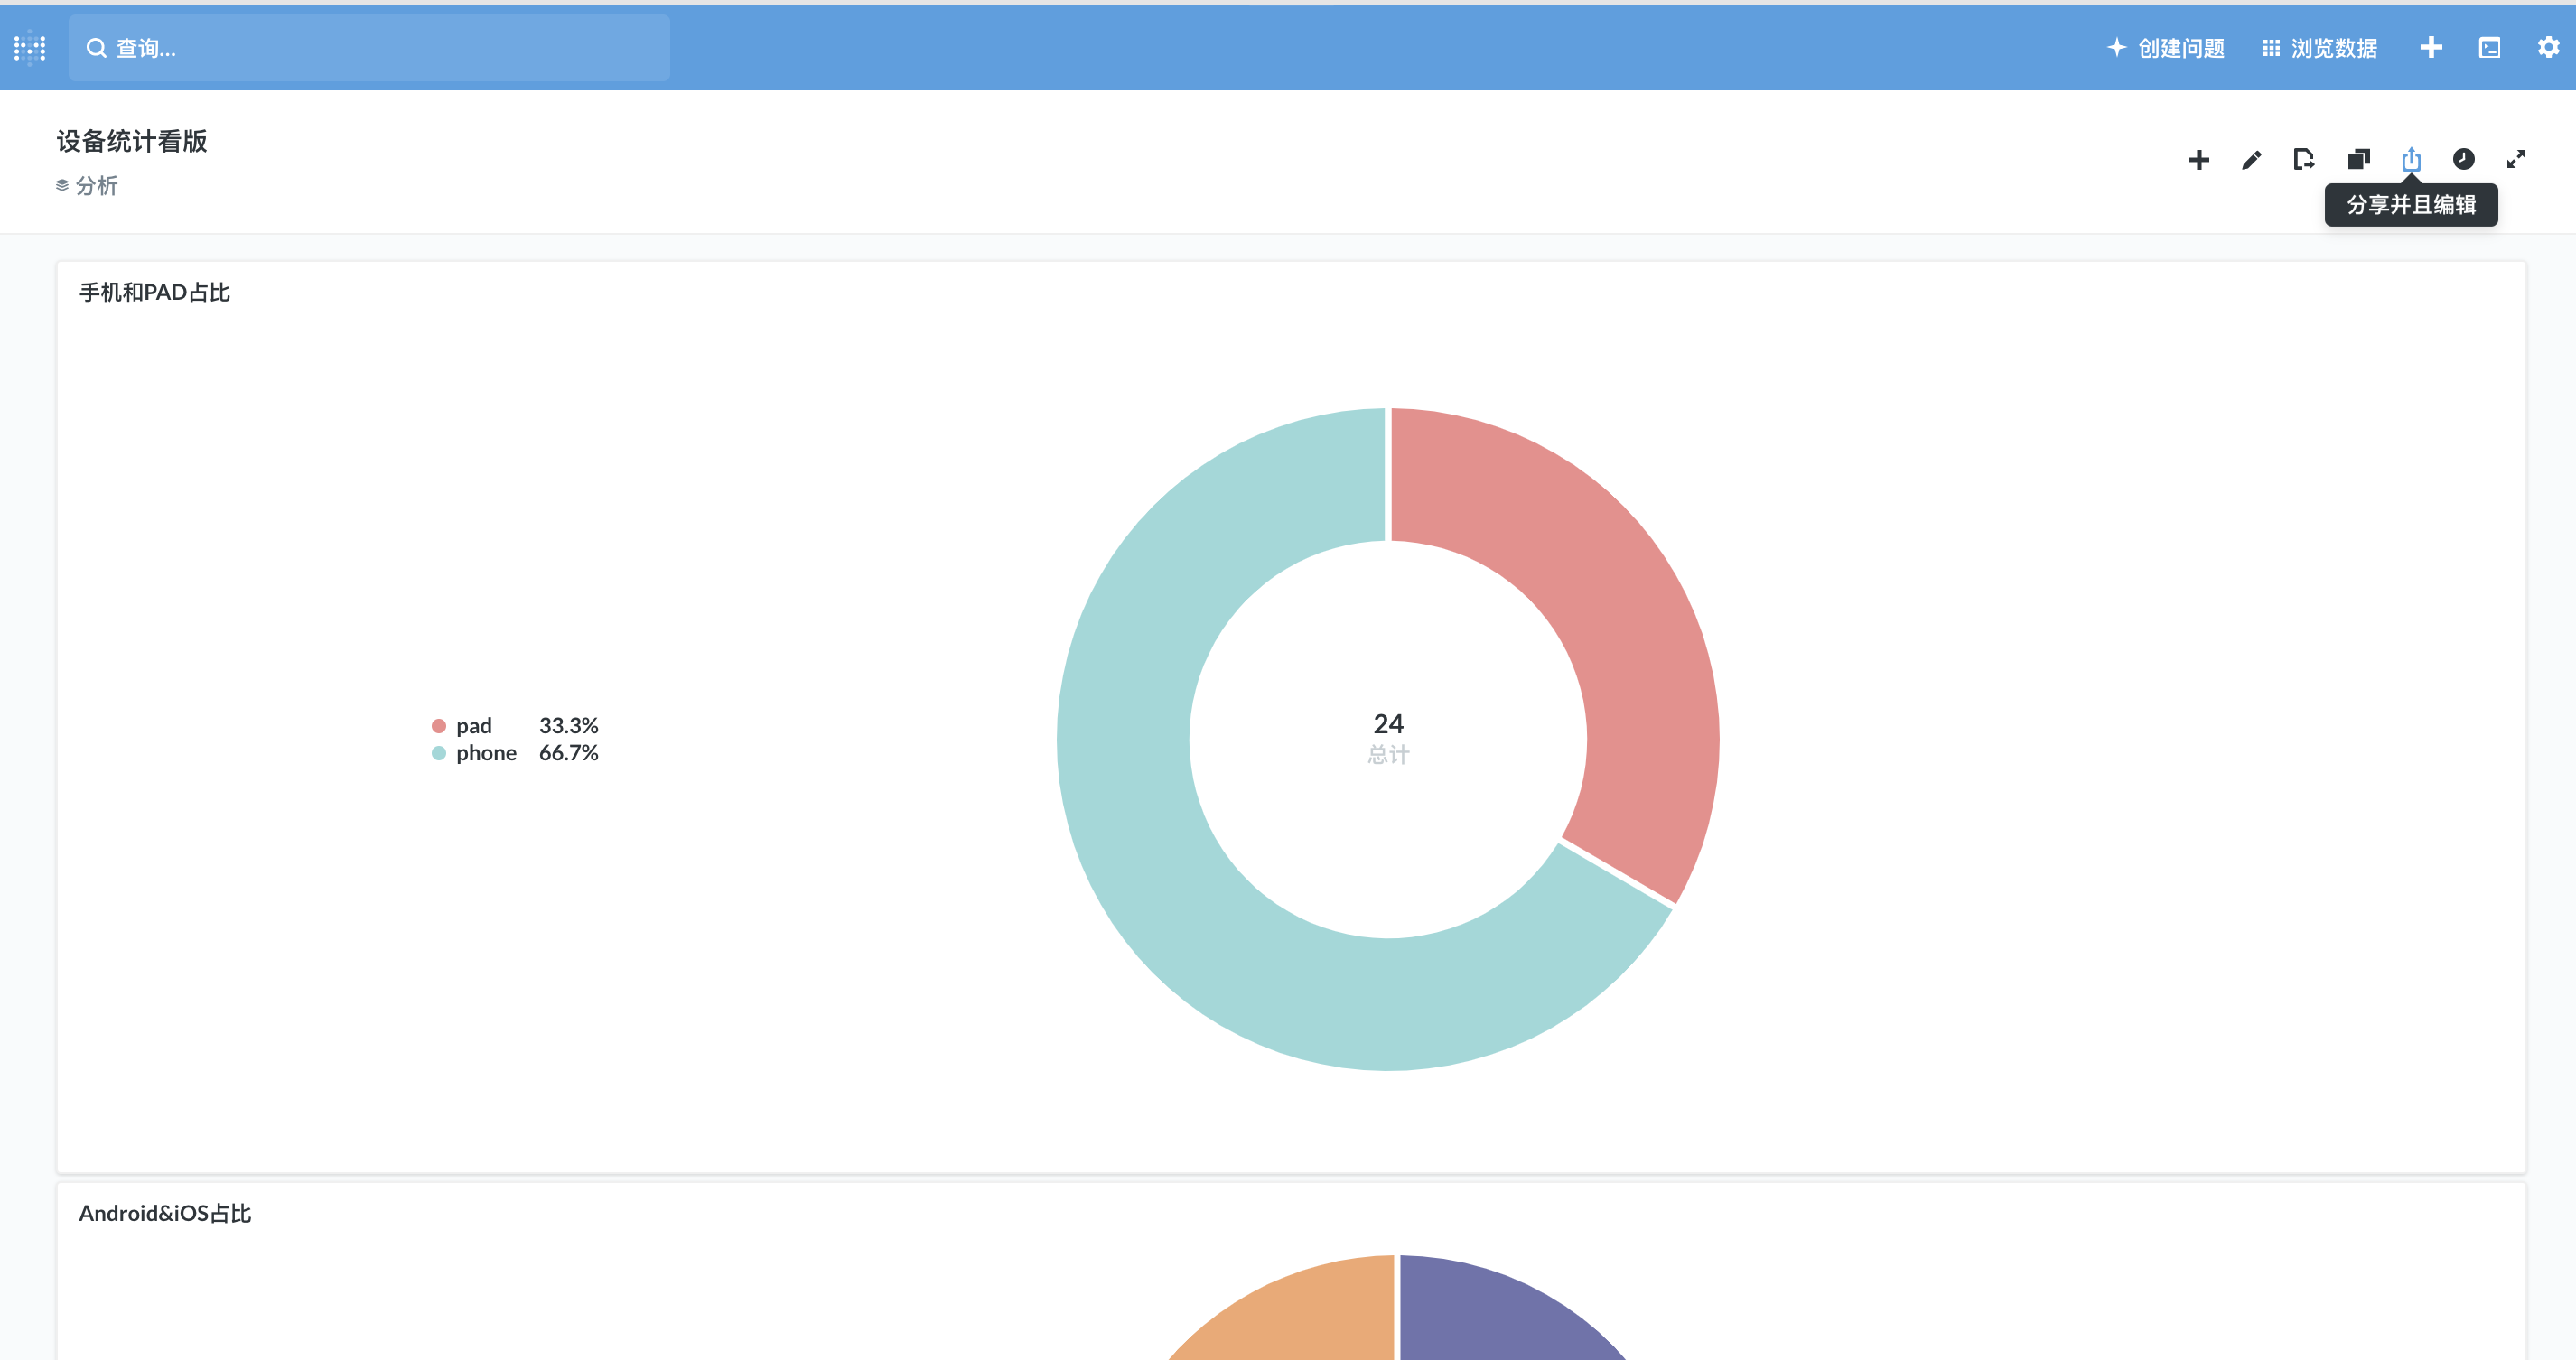 查询...
创建问题
浏览数据
设备统计看版
分析
分享并且编辑
手机和PAD占比
pad 33.3%
phone 66.7%
24
总计
Android&iOS占比